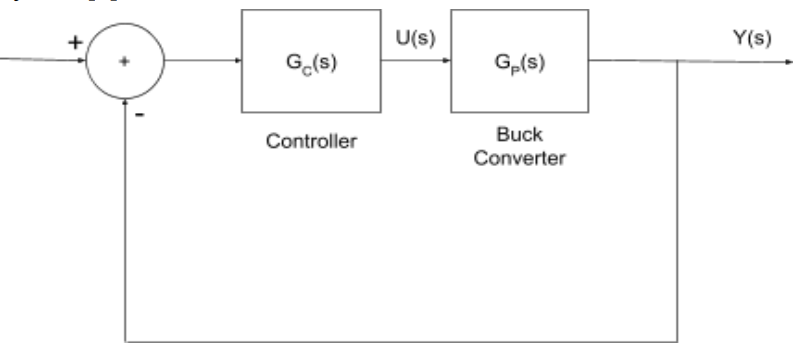 +
+
G_C(s)
U(s)
G_P(s)
Y(s)
-
Controller
Buck
Converter